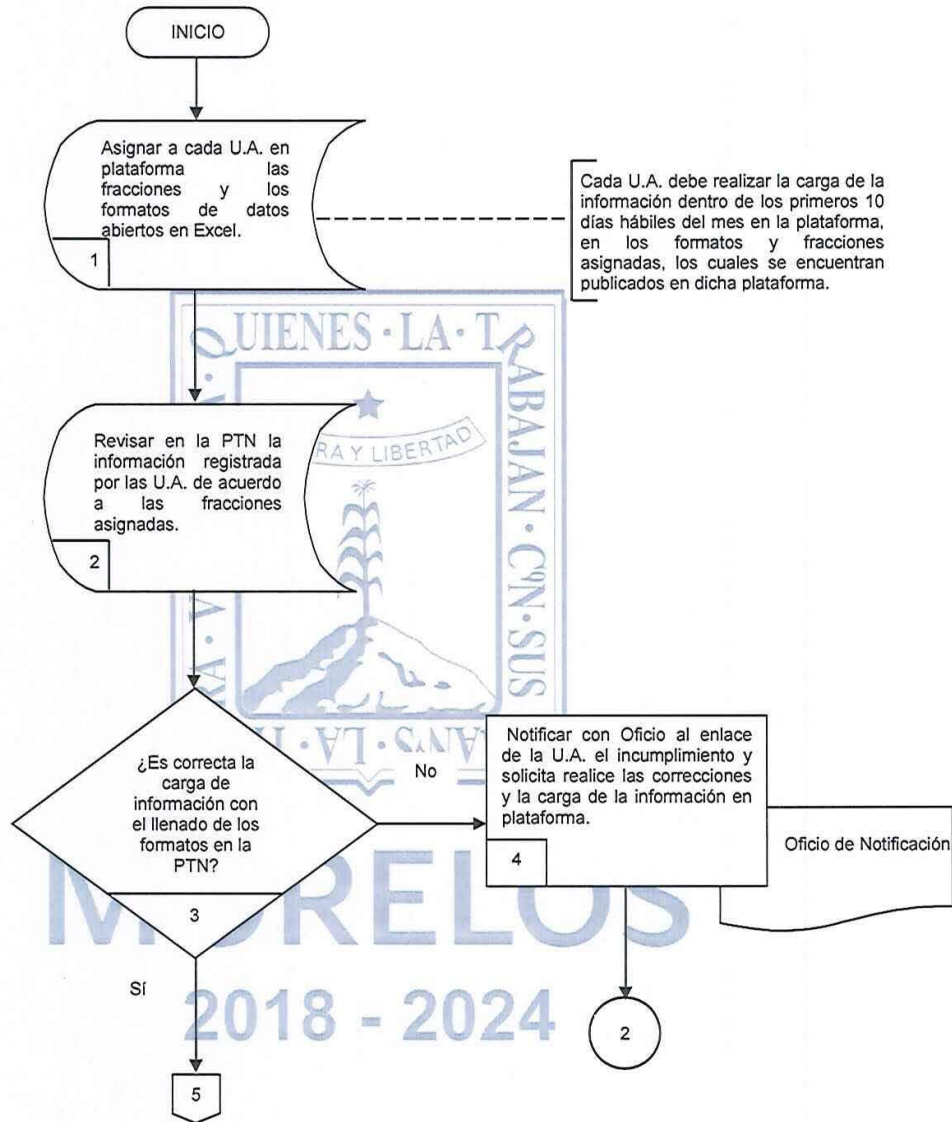 INICIO
Asignar a cada U.A. en
plataforma las
fracciones y los
formatos de datos
abiertos en Excel.
1
Cada U.A. debe realizar la carga de la
información dentro de los primeros 10
días hábiles del mes en la plataforma,
en los formatos y fracciones
asignadas, los cuales se encuentran
publicados en dicha plataforma.
QUIENES · LA · TRABAJAN · CON · SUS
RA Y LIBERTAD
Revisar en la PTN la
información registrada
por las U.A. de acuerdo
a las fracciones
asignadas.
2
¿Es correcta la
carga de
información con
el llenado de los
formatos en la
PTN?
3
No
Notificar con Oficio al enlace
de la U.A. el incumplimiento y
solicita realice las correcciones
y la carga de la información en
plataforma.
4
Oficio de Notificación
MORELOS
Sí
2018 - 2024
2
5